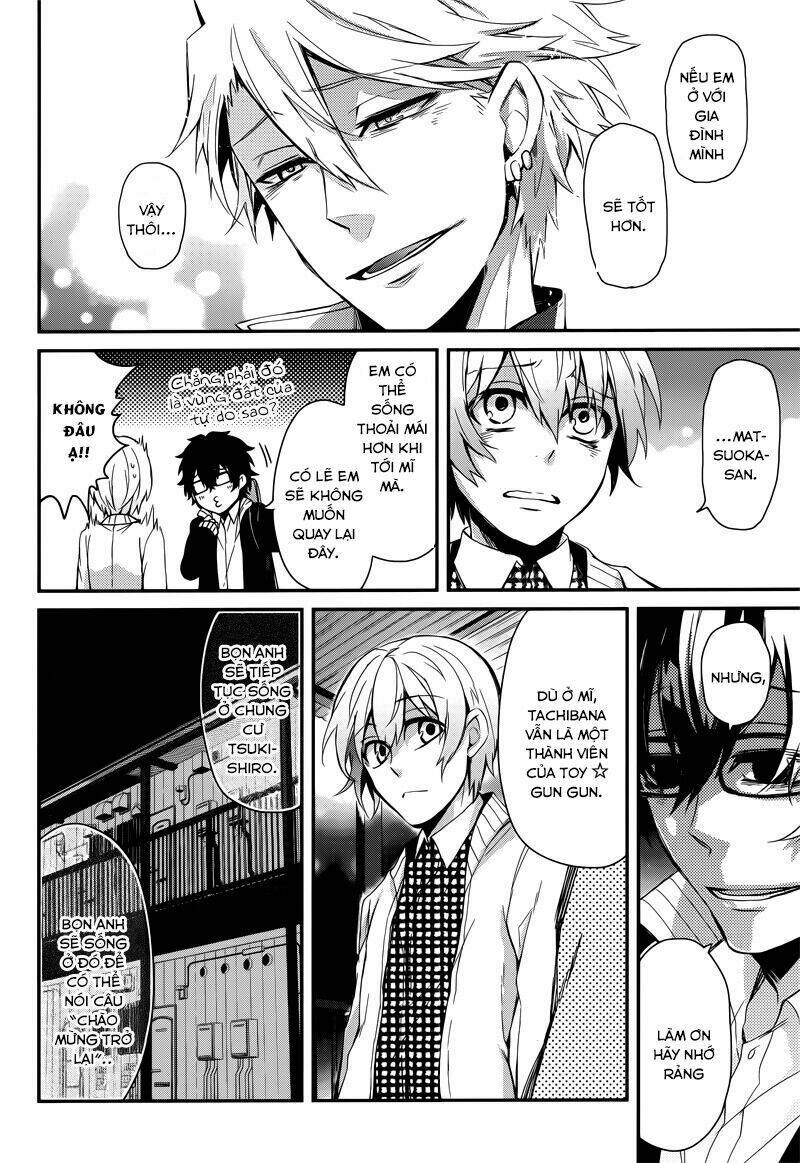 NẾU EM
Ở VỚI
GIA
ĐÌNH
MÌNH
SẼ TỐT
HƠN.
VẬY
THÔI...
...MAT-
SUOKA-
SAN.
EM CÓ
THỂ
SỐNG
THOẢI MÁI
HƠN KHI
TỚI MĨ
MÀ.
CÓ LẼ EM
SẼ KHÔNG
MUỐN
QUAY LẠI
ĐÂY.
Chẳng phải đó
là vùng đất của
tự do sao?
KHÔNG
ĐÂU
Ạ!!
NHƯNG,
LÀM ƠN
HÃY NHỚ
RẰNG
DÙ Ở MĨ,
TACHIBANA
VẪN LÀ MỘT
THÀNH VIÊN
CỦA TOY ☆
GUN GUN.
BỌN ANH
SẼ TIẾP
TỤC SỐNG
Ở CHUNG
CƯ
TSUKI-
SHIRO.
BỌN ANH
SẼ SỐNG
Ở ĐÓ ĐỂ
CÓ THỂ
NÓI CÂU
"CHÀO
MỪNG TRỞ
LẠI"..